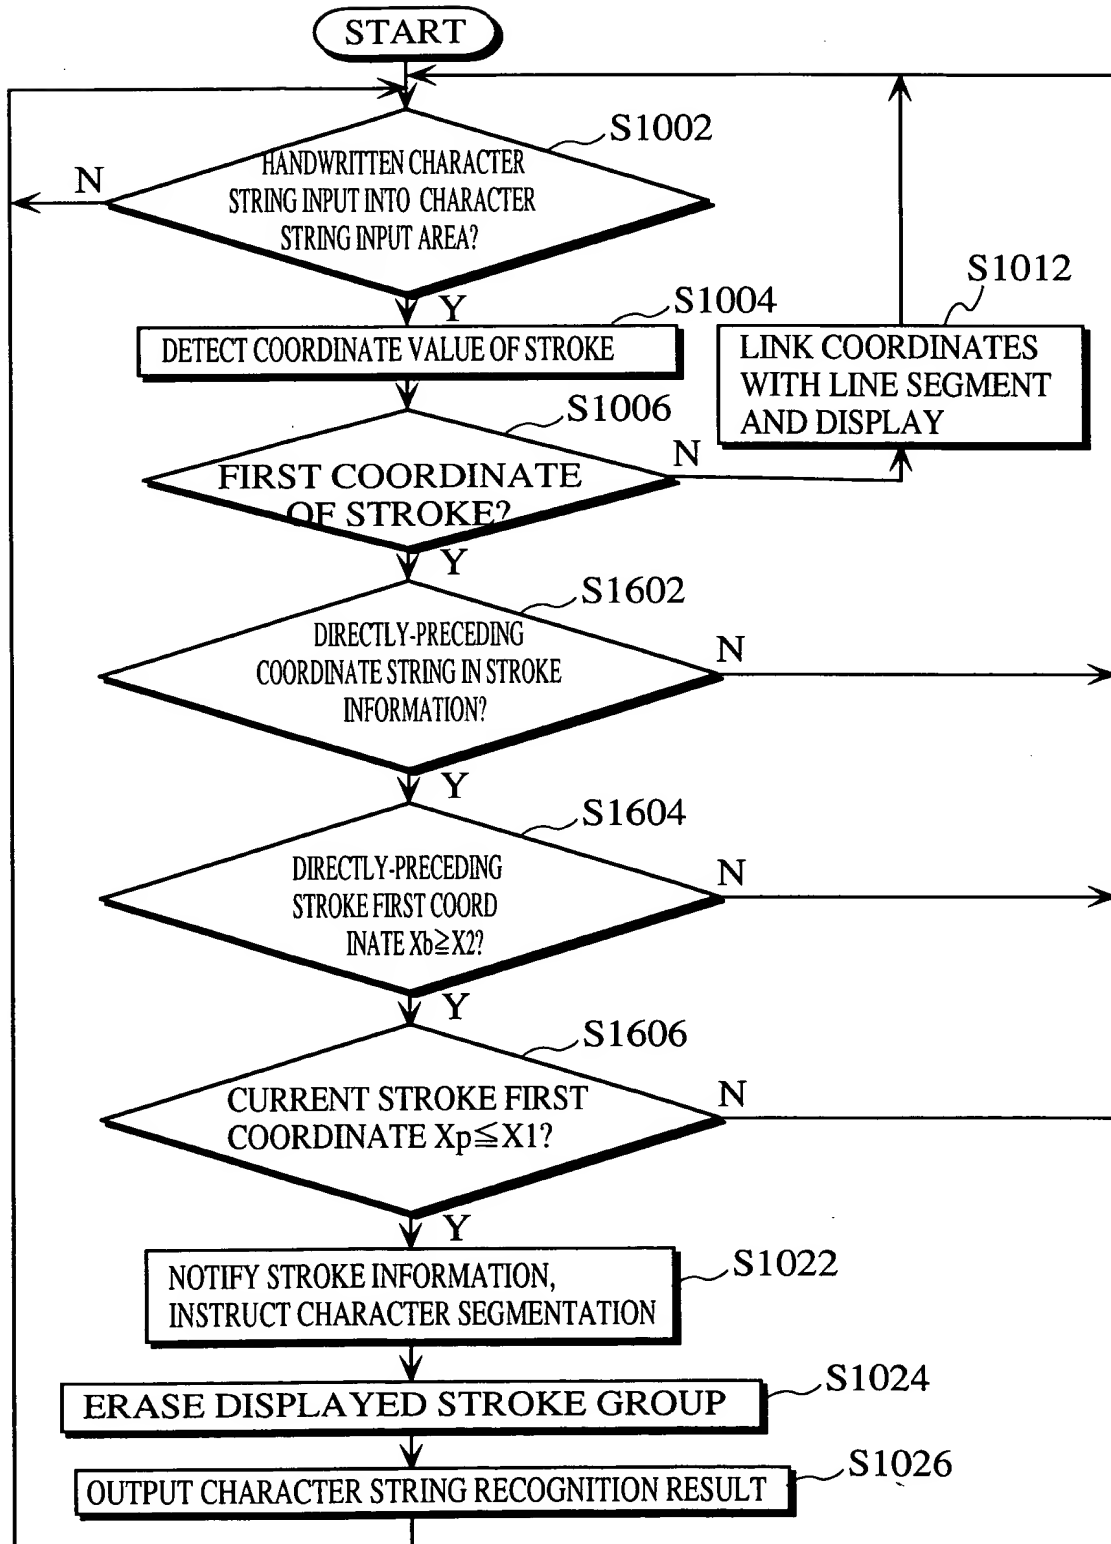 START
S1002
HANDWRITTEN CHARACTER
STRING INPUT INTO CHARACTER
STRING INPUT AREA?
N
Y
S1004
DETECT COORDINATE VALUE OF STROKE
S1012
LINK COORDINATES
WITH LINE SEGMENT
AND DISPLAY
S1006
FIRST COORDINATE
OF STROKE?
N
Y
S1602
DIRECTLY-PRECEDING
COORDINATE STRING IN STROKE
INFORMATION?
N
Y
S1604
DIRECTLY-PRECEDING
STROKE FIRST COORD
INATE Xb≧X2?
N
Y
S1606
CURRENT STROKE FIRST
COORDINATE Xp≦X1?
N
Y
S1022
NOTIFY STROKE INFORMATION,
INSTRUCT CHARACTER SEGMENTATION
S1024
ERASE DISPLAYED STROKE GROUP
S1026
OUTPUT CHARACTER STRING RECOGNITION RESULT